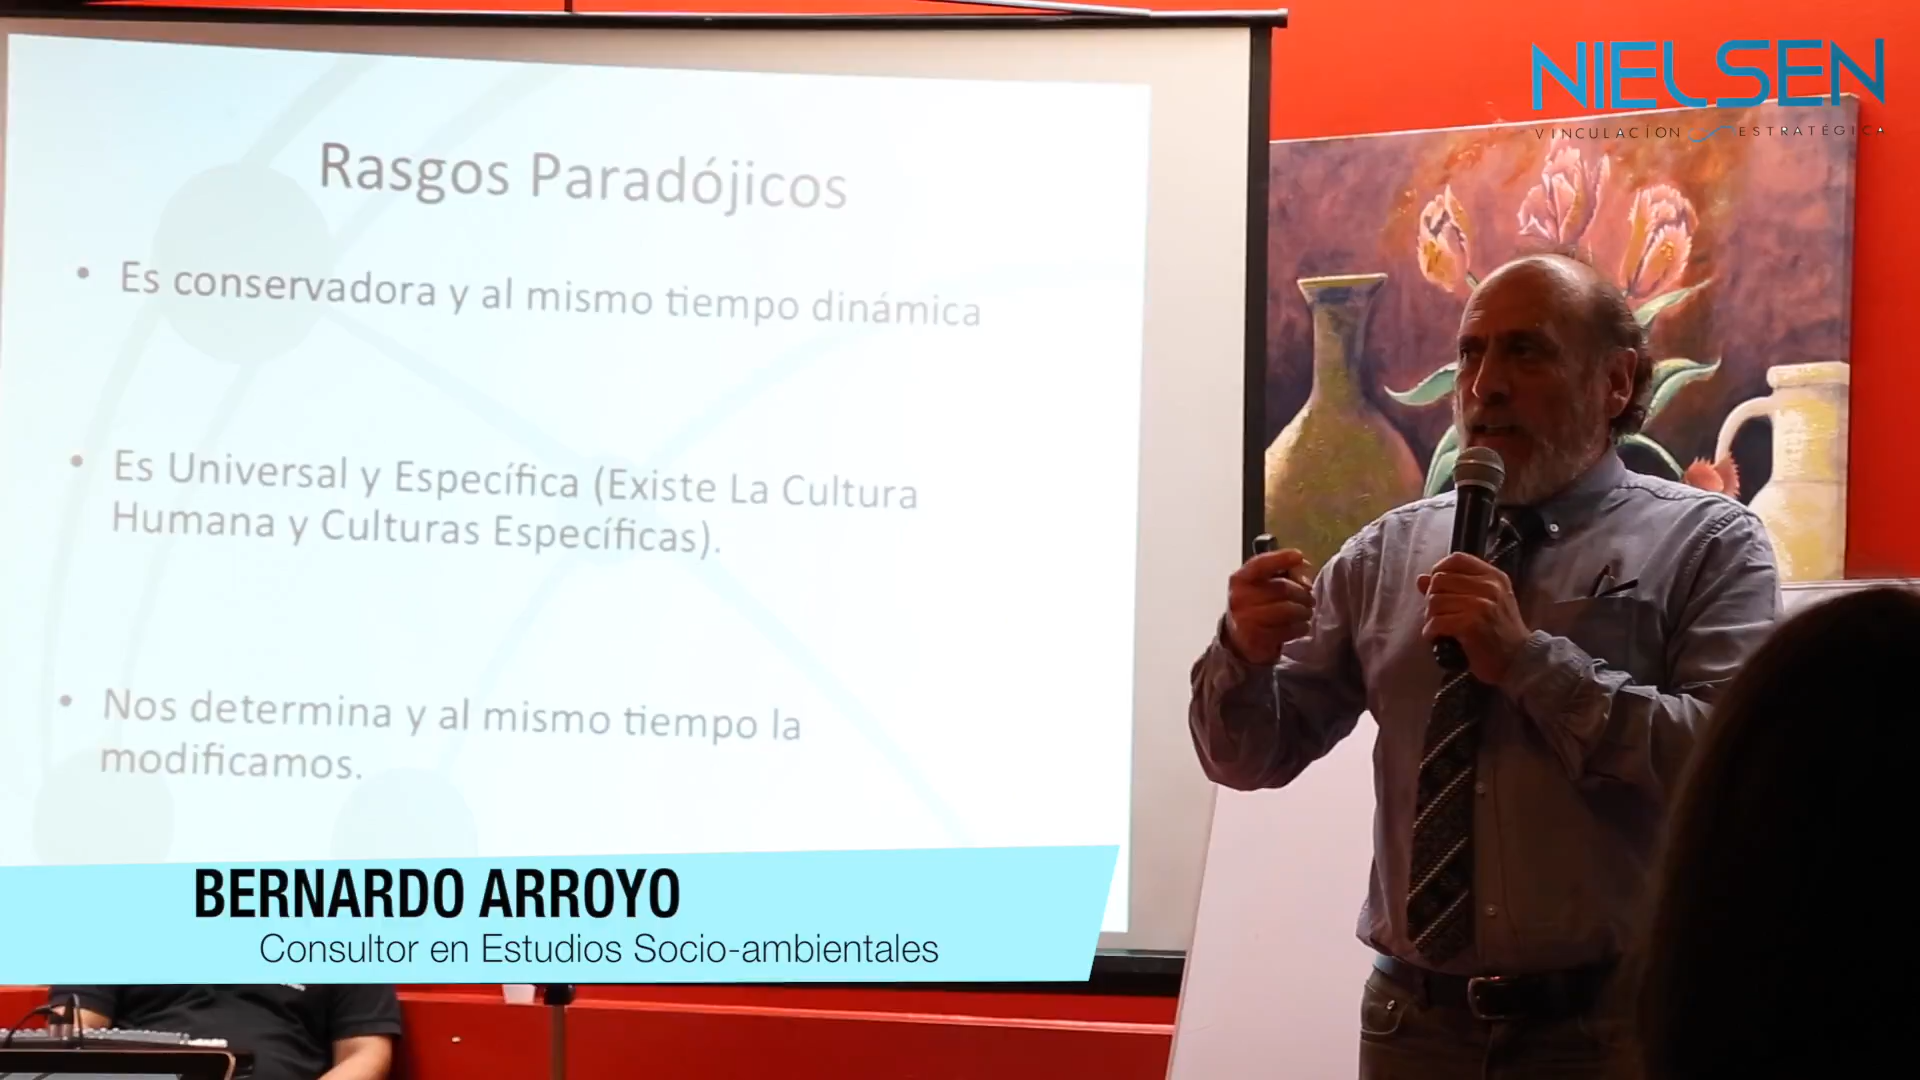 NIELSEN
VINCULACÍON ESTRATÉGICA
Rasgos Paradójicos
• Es conservadora y al mismo tiempo dinámica
• Es Universal y Específica (Existe La Cultura
Humana y Culturas Específicas).
• Nos determina y al mismo tiempo la
modificamos.
BERNARDO ARROYO
Consultor en Estudios Socio-ambientales